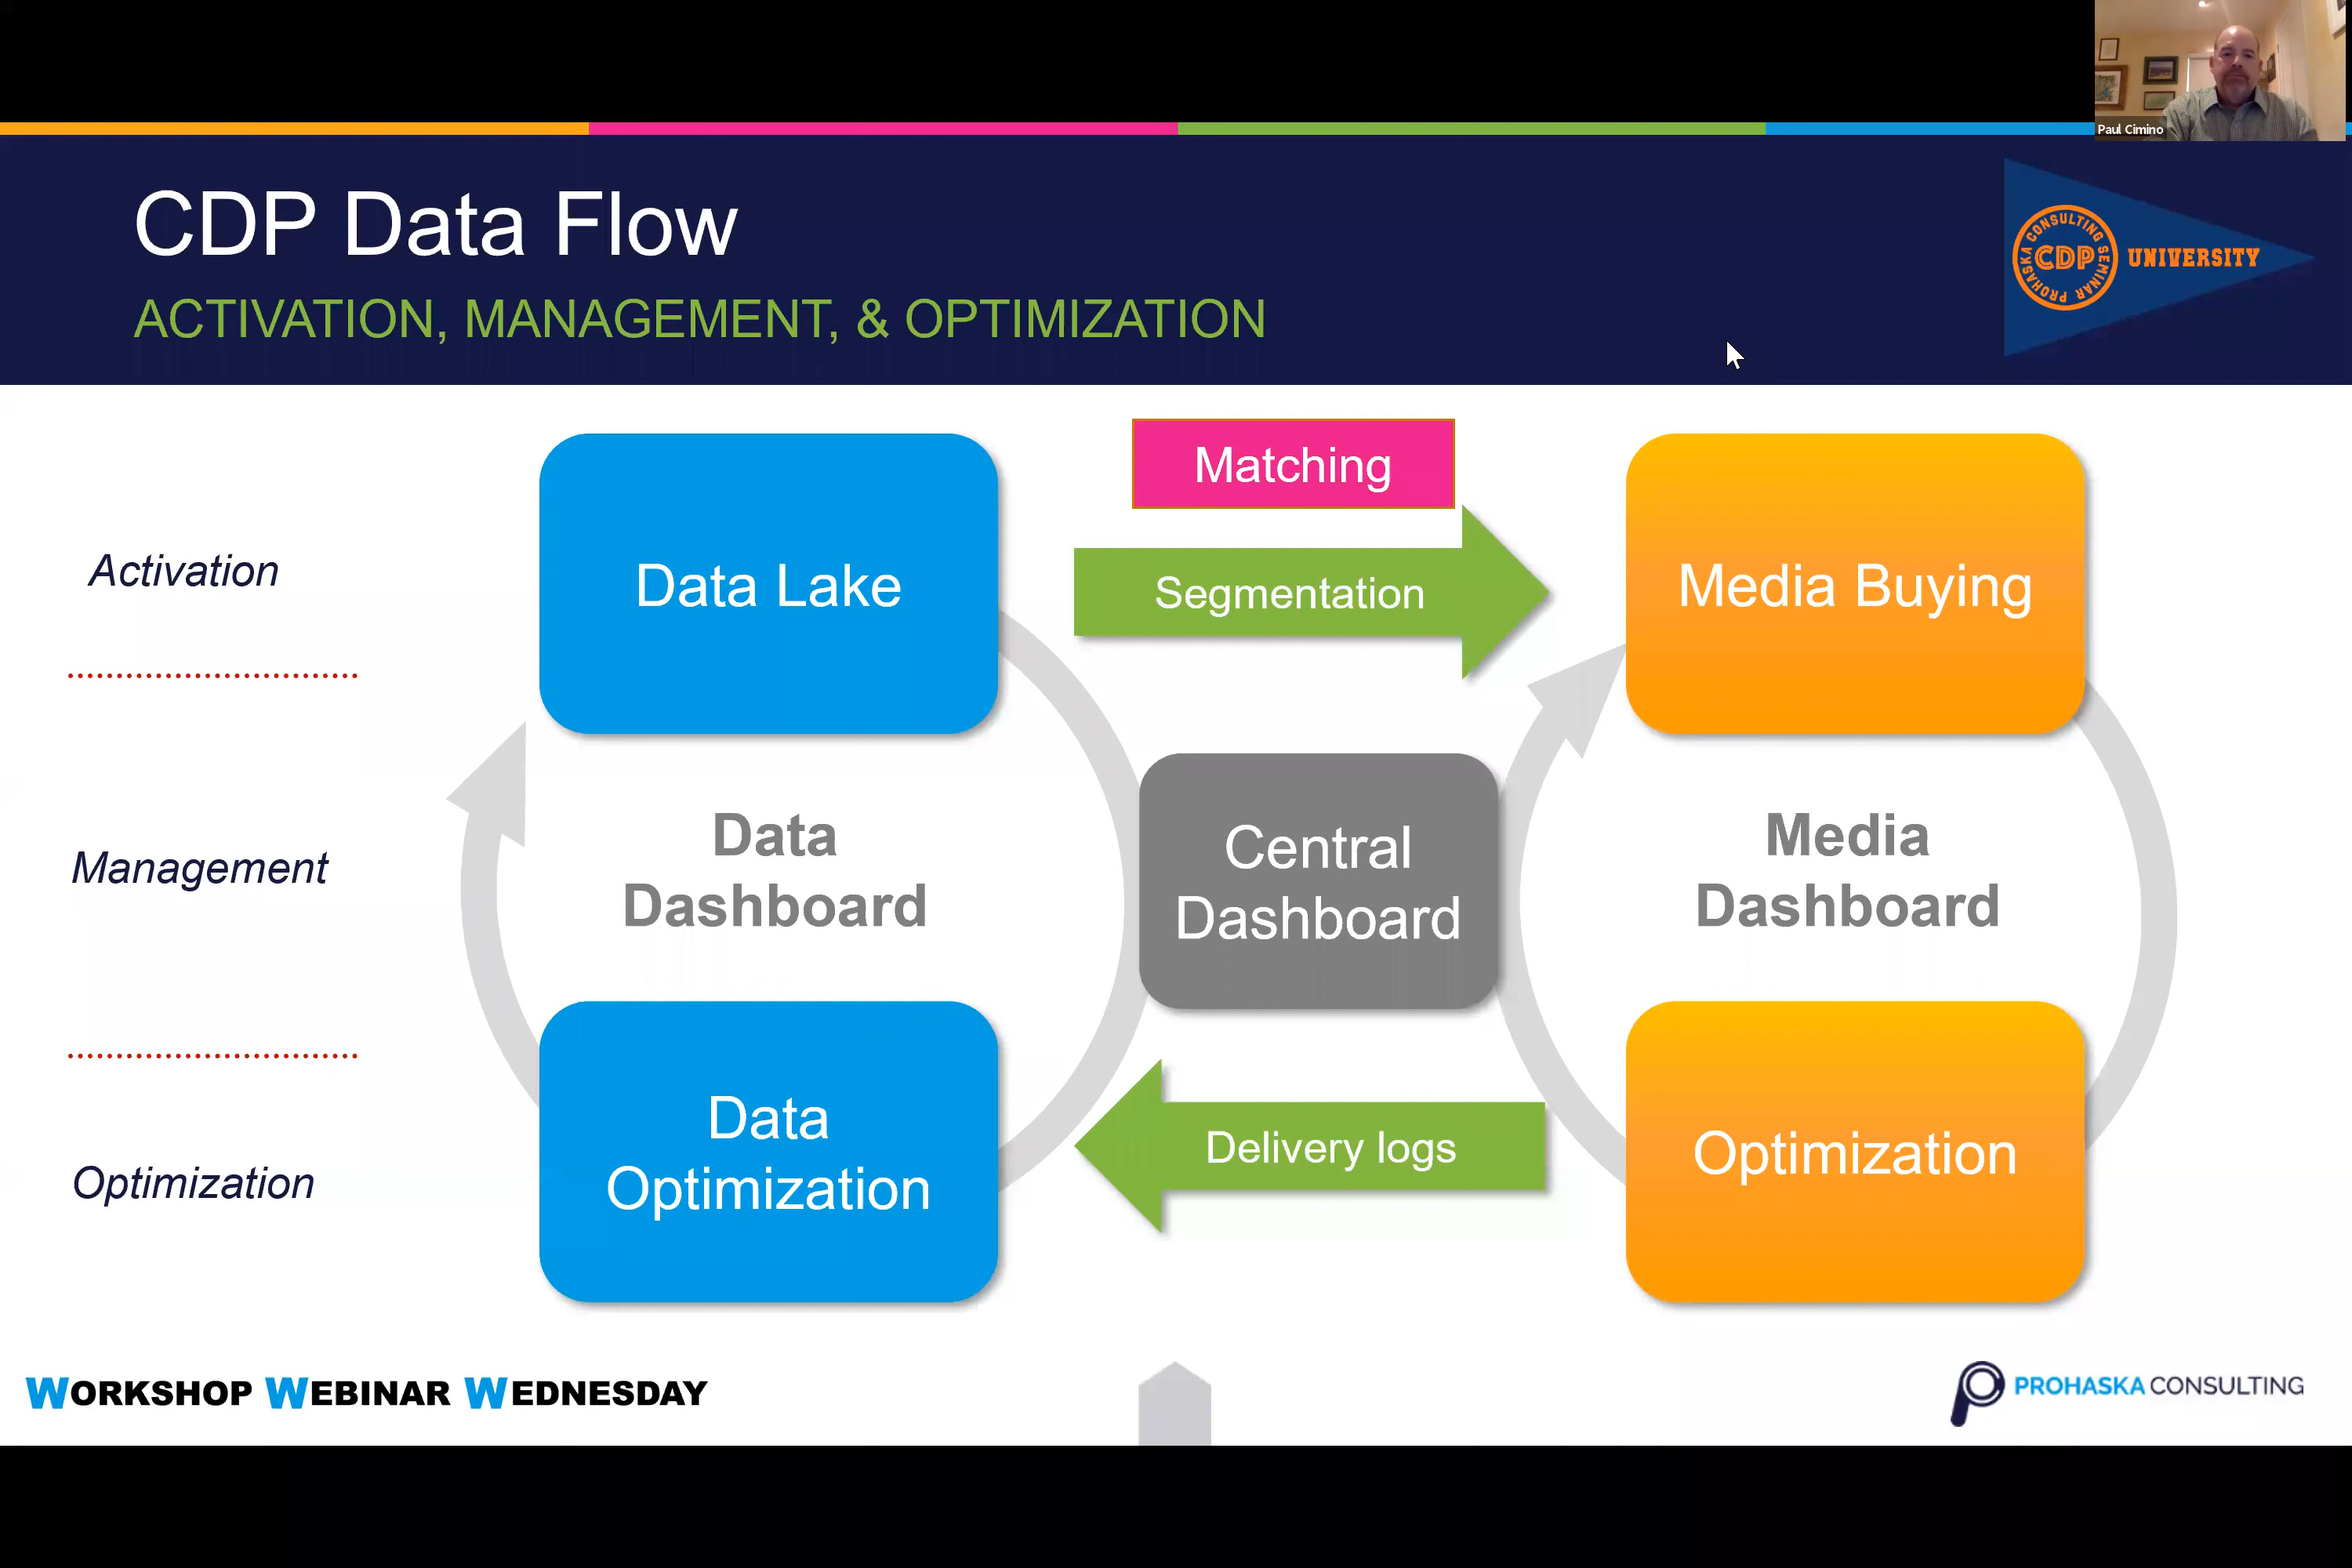 Paul Cimino
CDP Data Flow
ACTIVATION, MANAGEMENT, & OPTIMIZATION
PROHASKA CONSULTING SEMINAR
CDP
UNIVERSITY
Matching
Activation
Data Lake
Segmentation
Media Buying
Management
Data
Dashboard
Central
Dashboard
Media
Dashboard
Optimization
Data
Optimization
Delivery logs
Optimization
WORKSHOP WEBINAR WEDNESDAY
PROHASKA CONSULTING